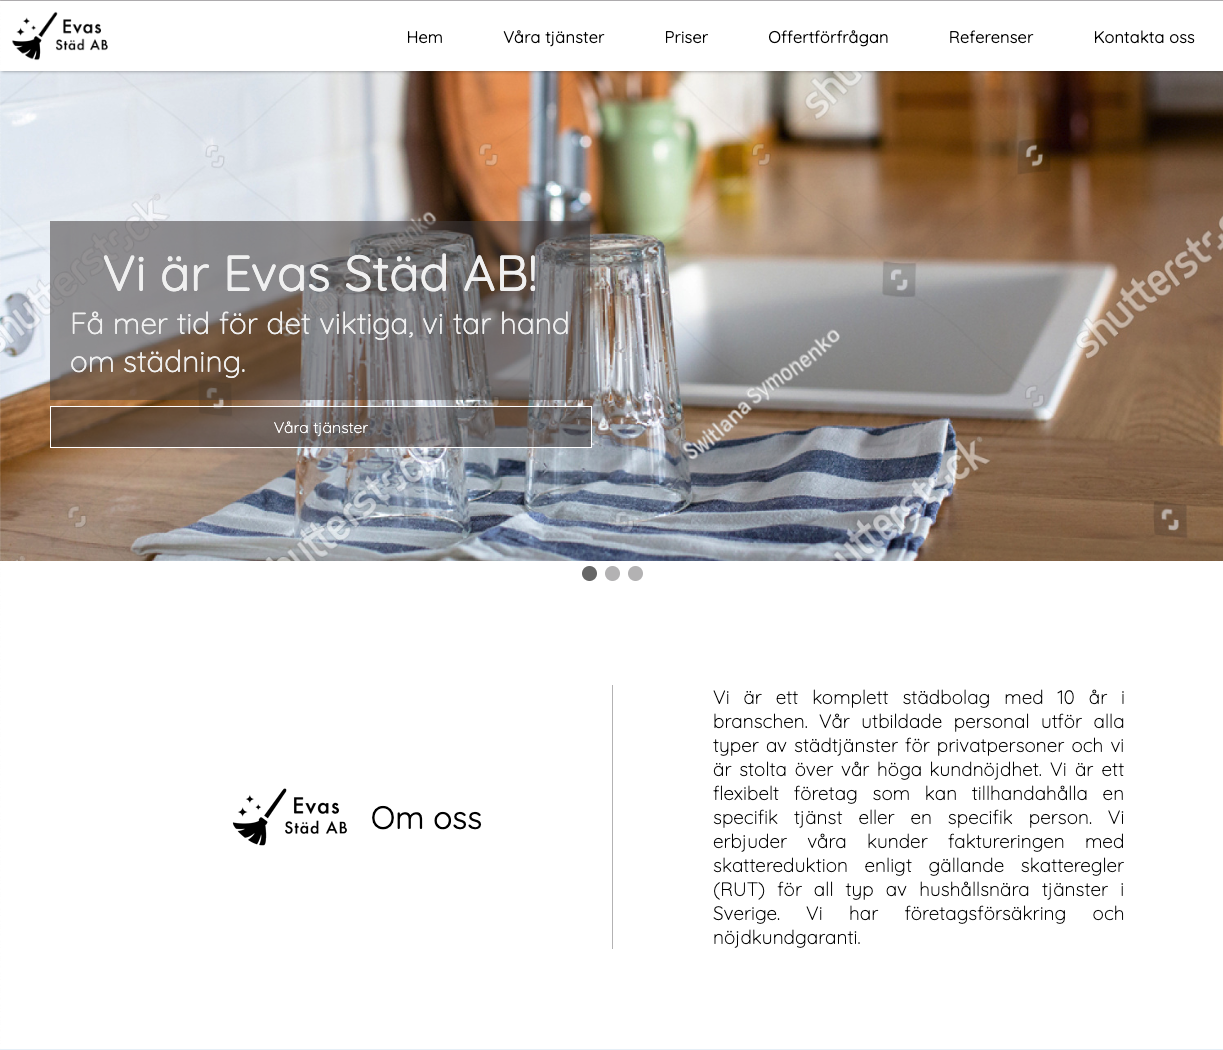 Evas
Städ AB
Hem
Våra tjänster
Priser
Offertförfrågan
Referenser
Kontakta oss
Vi är Evas Städ AB!
Få mer tid för det viktiga, vi tar hand
om städning.
Våra tjänster
shutterstock
shutterst
Switlana Symonenko
shutterstock
shutterstock
Evas
Städ AB
Om oss
Vi är ett komplett städbolag med 10 år i
branschen. Vår utbildade personal utför alla
typer av städtjänster för privatpersoner och vi
är stolta över vår höga kundnöjdhet. Vi är ett
flexibelt företag som kan tillhandahålla en
specifik tjänst eller en specifik person. Vi
erbjuder våra kunder faktureringen med
skattereduktion enligt gällande skatteregler
(RUT) för all typ av hushållsnära tjänster i
Sverige. Vi har företagsförsäkring och
nöjdkundgaranti.